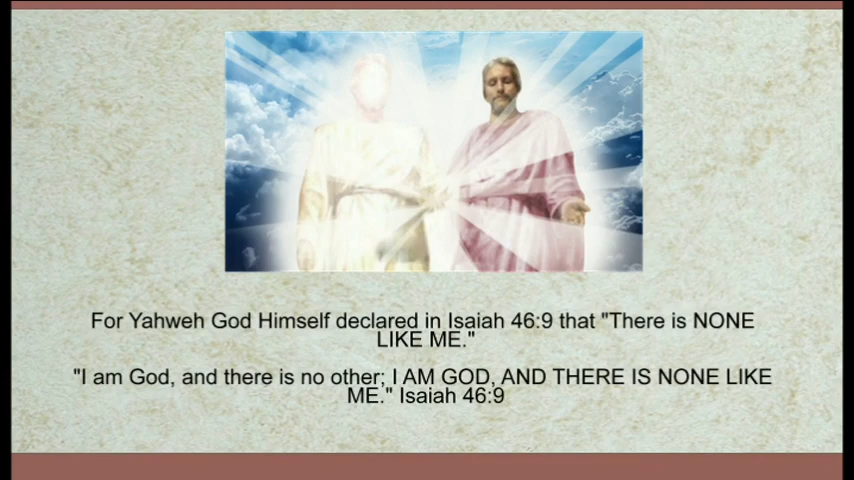 For Yahweh God Himself declared in Isaiah 46:9 that "There is NONE
LIKE ME."
"I am God, and there is no other; I AM GOD, AND THERE IS NONE LIKE
ME." Isaiah 46:9